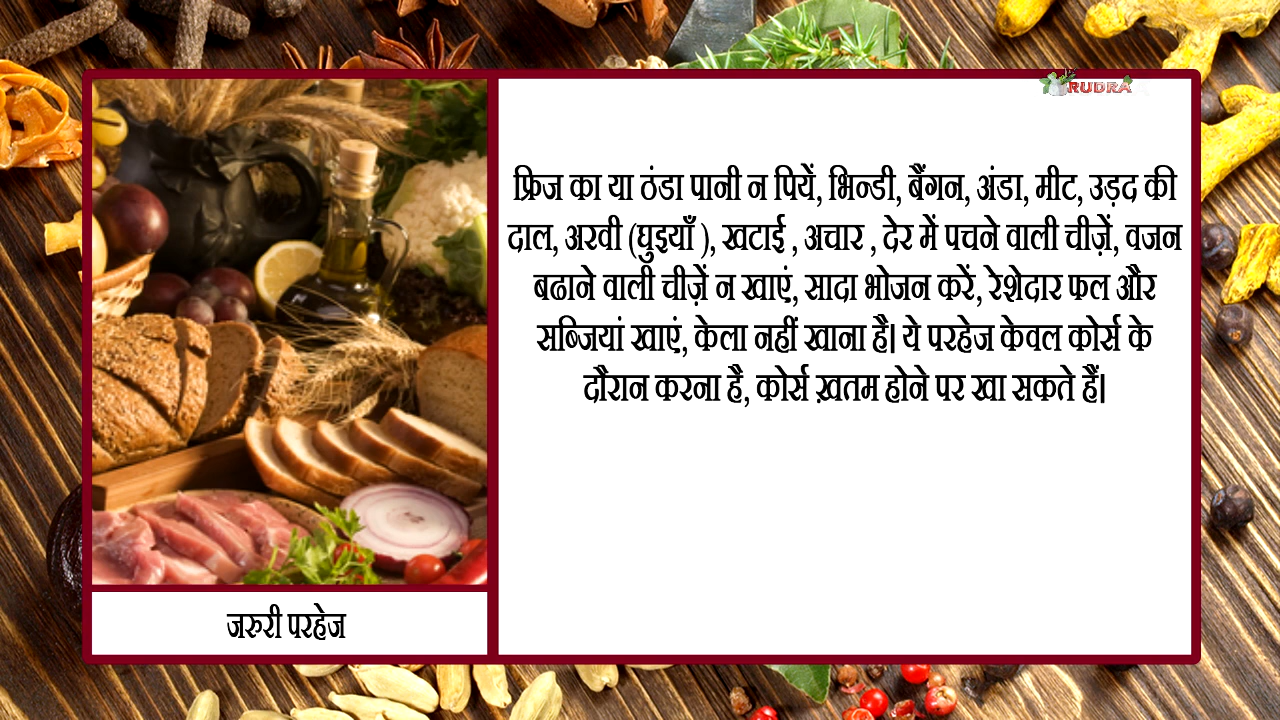 RUDRA
फ्रिज का या ठंडा पानी न पियें, भिन्डी, बैंगन, अंडा, मीट, उड़द की
दाल, अरवी (घुइयाँ ), खटाई , अचार , देर में पचने वाली चीज़ें, वजन
बढाने वाली चीज़ें न खाएं, सादा भोजन करें, रेशेदार फल और
सब्जियां खाएं, केला नहीं खाना है। ये परहेज केवल कोर्स के
दौरान करना है, कोर्स ख़तम होने पर खा सकते हैं।
जरुरी परहेज